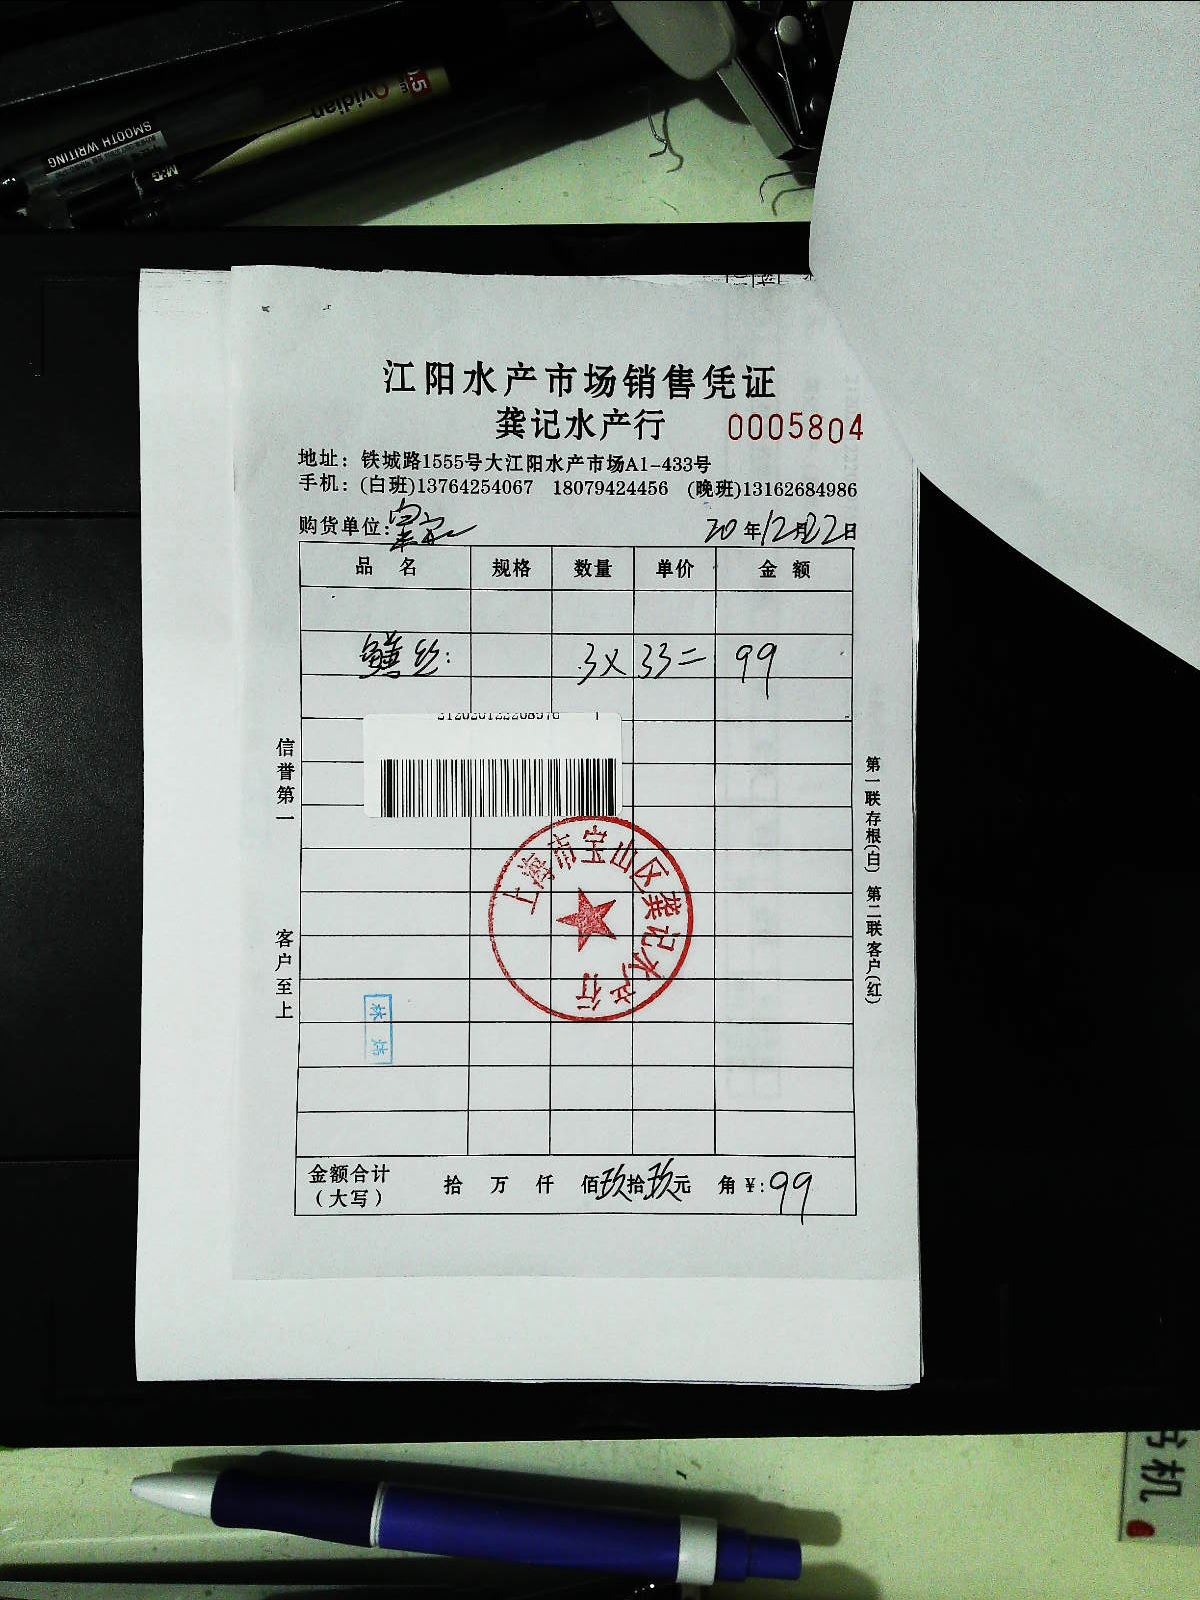 0.5
Ovidian
SMOOTH WRITING
M&G
江阳水产市场销售凭证
龚记水产行 0005804
地址：铁城路1555号大江阳水产市场A1-433号
手机：(白班)13764254067 18079424456 (晚班)13162684986
购货单位： 20年12月22日
品名 规格 数量 单价 金额
鳝丝： 3×33= 99
信誉第一
客户至上
第一联存根(白) 第二联客户(红)
上海市宝山区龚记水产行
金额合计 拾 万 仟 佰玖拾玖元 角 ¥:99
（大写）